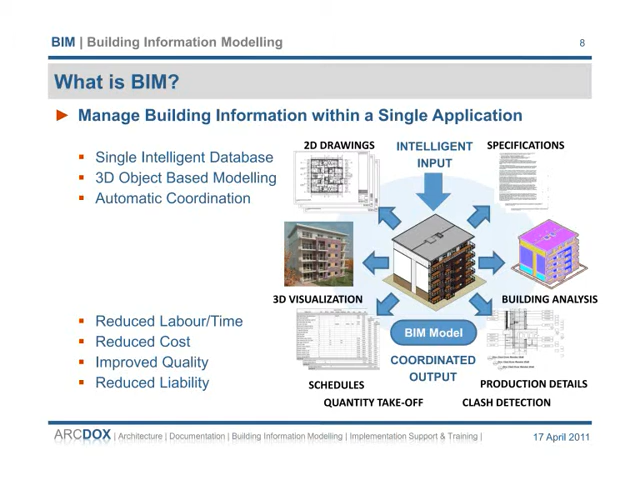 BIM | Building Information Modelling
8
What is BIM?
► Manage Building Information within a Single Application
▪ Single Intelligent Database
▪ 3D Object Based Modelling
▪ Automatic Coordination
▪ Reduced Labour/Time
▪ Reduced Cost
▪ Improved Quality
▪ Reduced Liability
2D DRAWINGS
INTELLIGENT
INPUT
SPECIFICATIONS
3D VISUALIZATION
BUILDING ANALYSIS
BIM Model
COORDINATED
OUTPUT
SCHEDULES
PRODUCTION DETAILS
QUANTITY TAKE-OFF
CLASH DETECTION
ARCDOX | Architecture | Documentation | Building Information Modelling | Implementation Support & Training |
17 April 2011